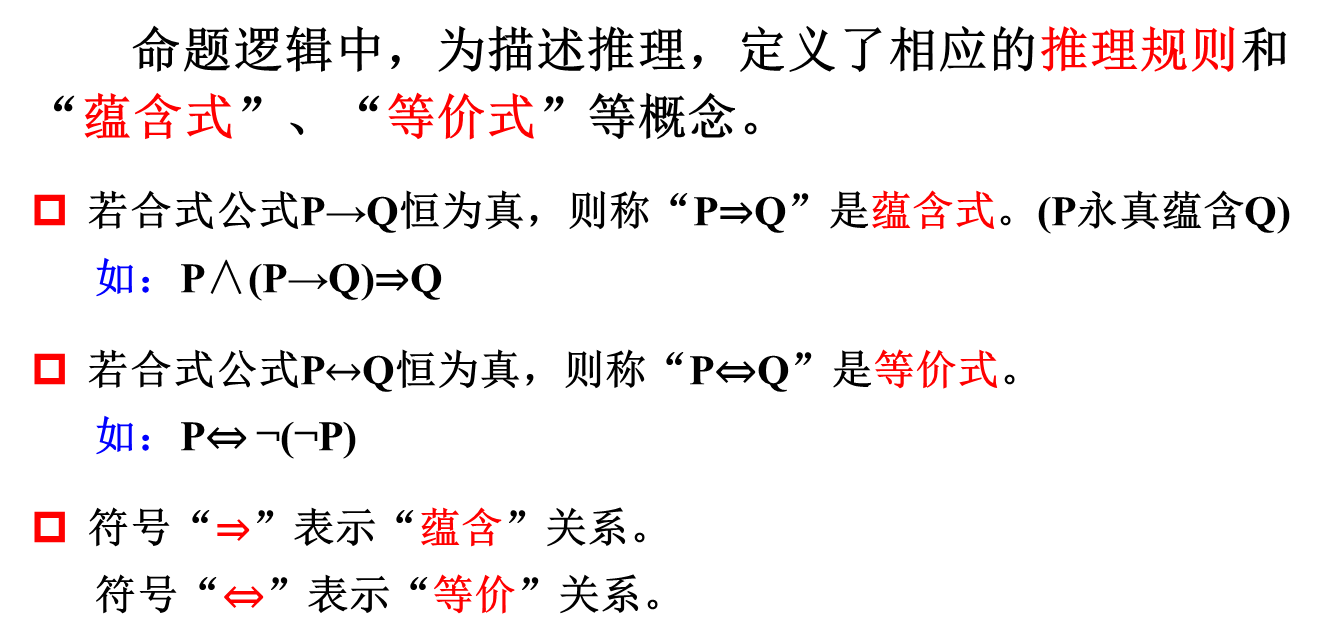 命题逻辑中，为描述推理，定义了相应的推理规则和
“蕴含式”、“等价式”等概念。
若合式公式P→Q恒为真，则称“P⇒Q”是蕴含式。(P永真蕴含Q)
如：P∧(P→Q)⇒Q
若合式公式P↔Q恒为真，则称“P⇔Q”是等价式。
如：P⇔ ¬(¬P)
符号“⇒”表示“蕴含”关系。
符号“⇔”表示“等价”关系。